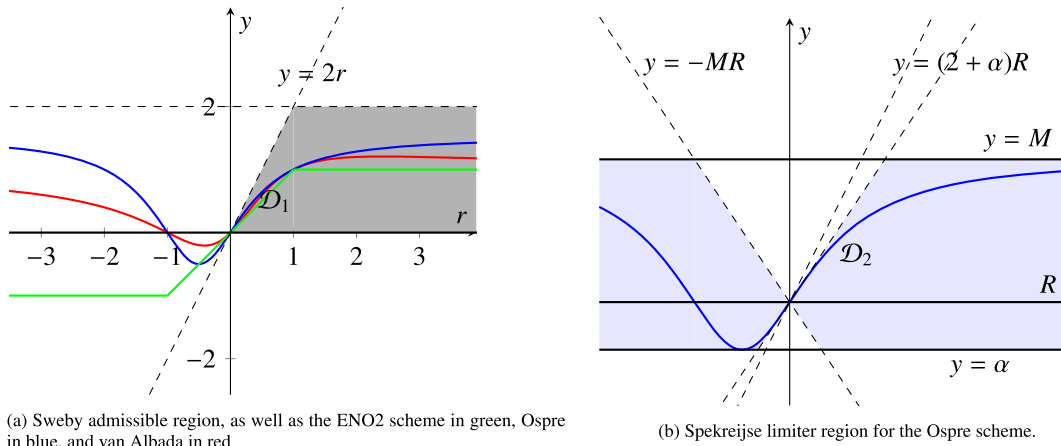 y
y = 2r
2
𝒟₁
r
−3 −2 −1 1 2 3
−2
(a) Sweby admissible region, as well as the ENO2 scheme in green, Ospre
in blue, and van Albada in red
y
y = −MR
y = (2 + α)R
y = M
𝒟₂
R
y = α
(b) Spekreijse limiter region for the Ospre scheme.